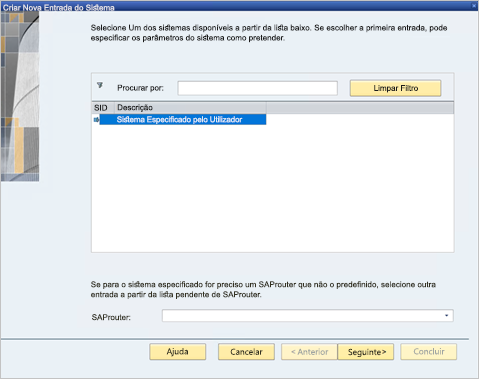 Criar Nova Entrada do Sistema
Selecione Um dos sistemas disponíveis a partir da lista baixo. Se escolher a primeira entrada, pode
especificar os parâmetros do sistema como pretender.
Procurar por:
Limpar Filtro
SID Descrição
Sistema Especificado pelo Utilizador
Se para o sistema especificado for preciso um SAProuter que não o predefinido, selecione outra
entrada a partir da lista pendente de SAProuter.
SAProuter:
Ajuda Cancelar < Anterior Seguinte> Concluir